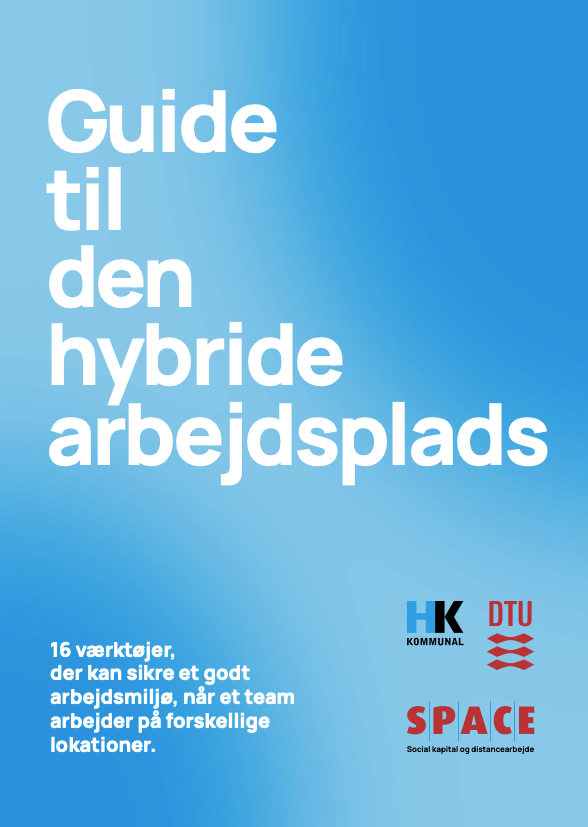 Guide
til
den
hybride
arbejdsplads
16 værktøjer,
der kan sikre et godt
arbejdsmiljø, når et team
arbejder på forskellige
lokationer.
HK
KOMMUNAL
DTU
SPACE
Social kapital og distancearbejde